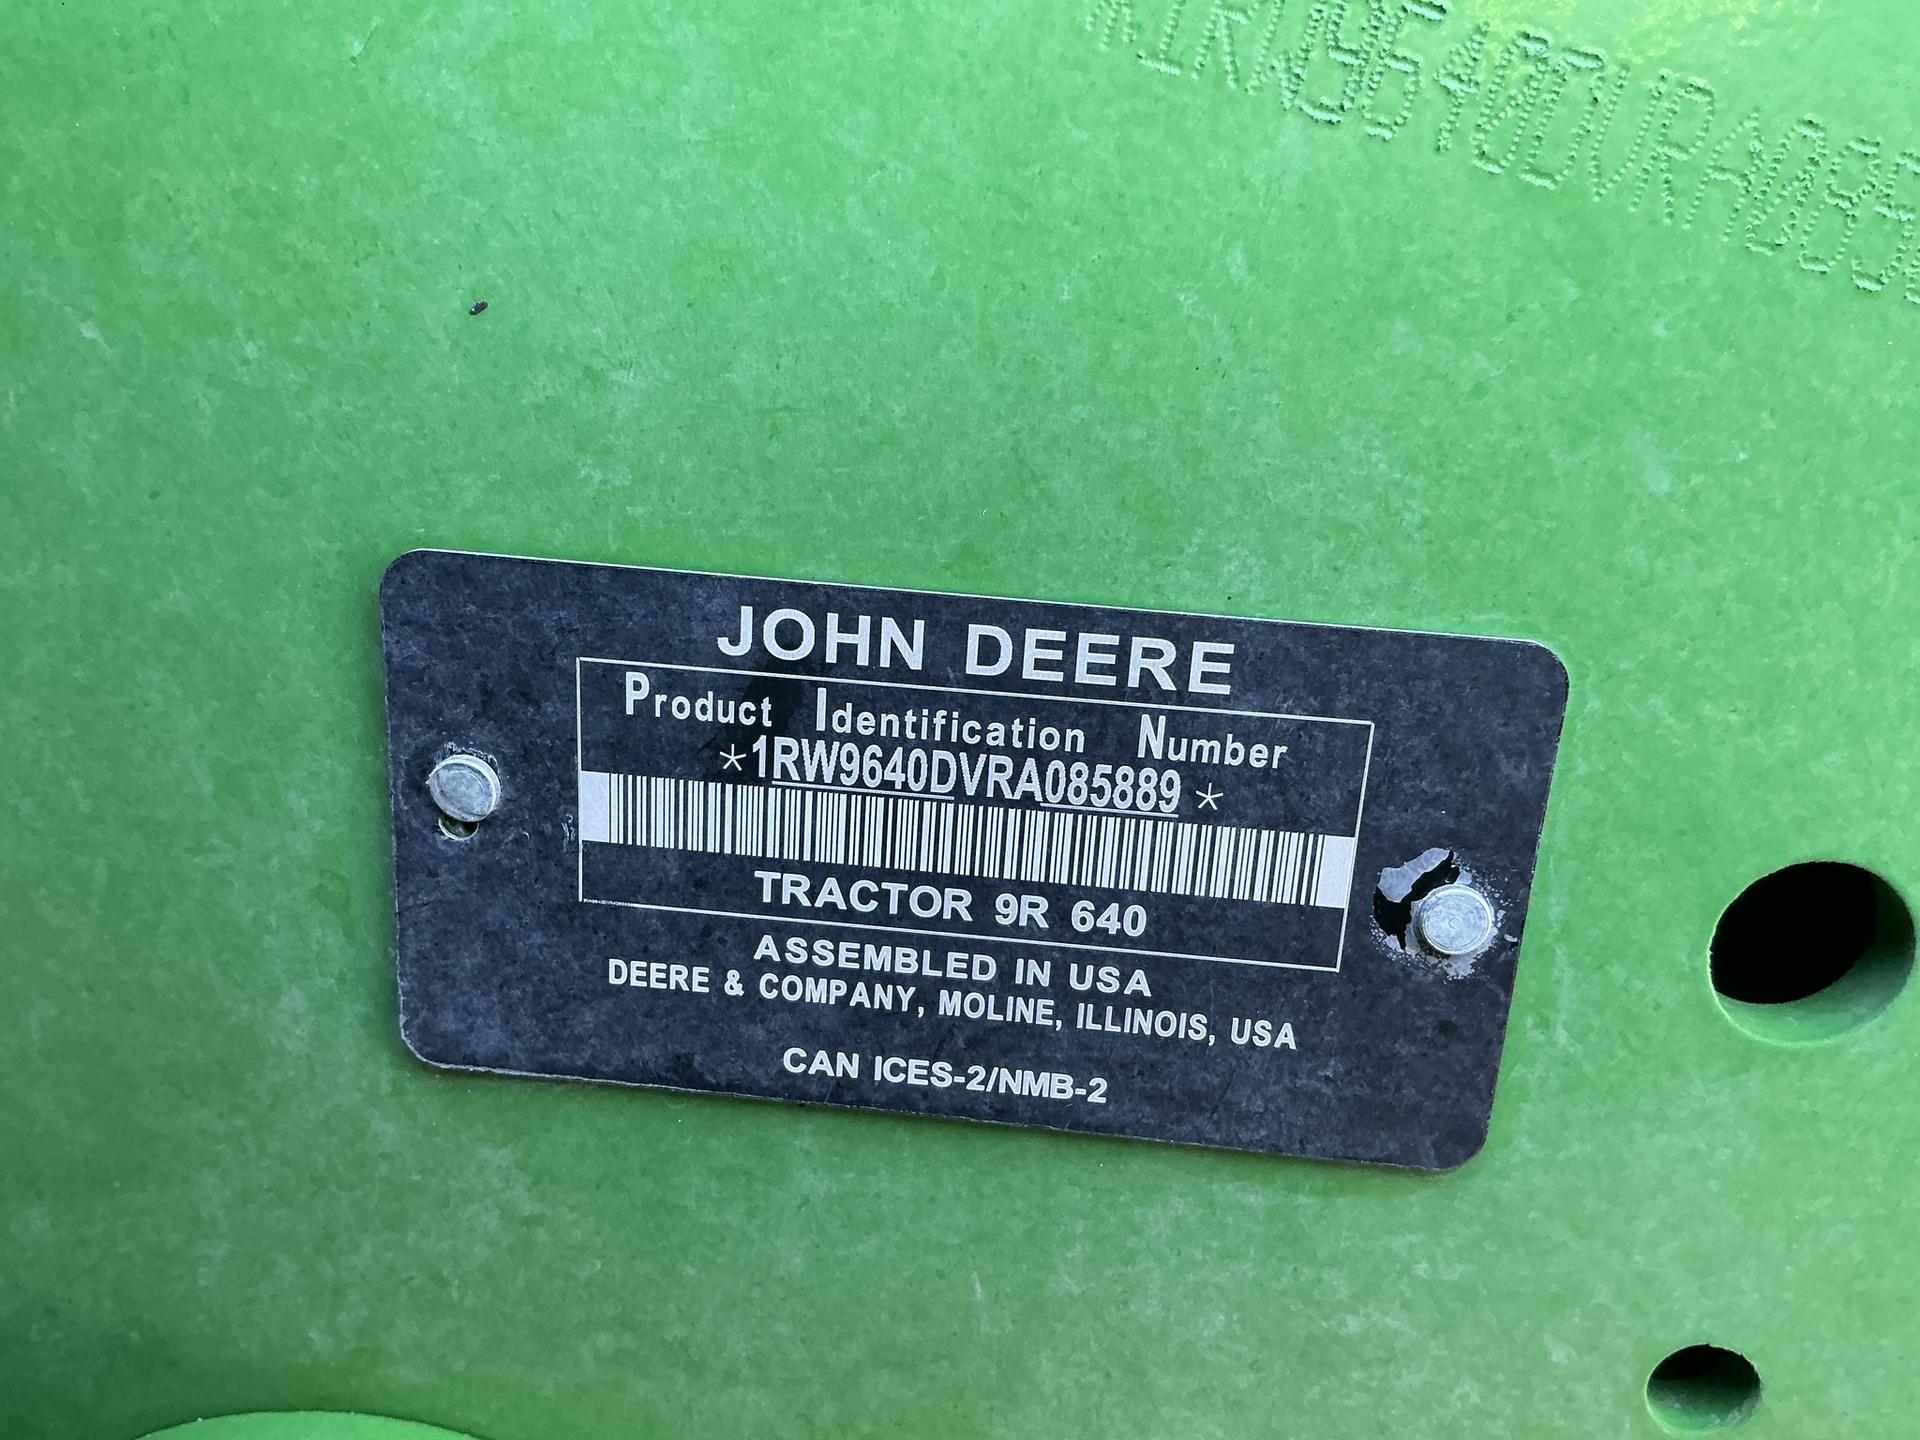 1RW9640DVRA085
JOHN DEERE
Product Identification Number
*1RW9640DVRA085889*
TRACTOR 9R 640
ASSEMBLED IN USA
DEERE & COMPANY, MOLINE, ILLINOIS, USA
CAN ICES-2/NMB-2